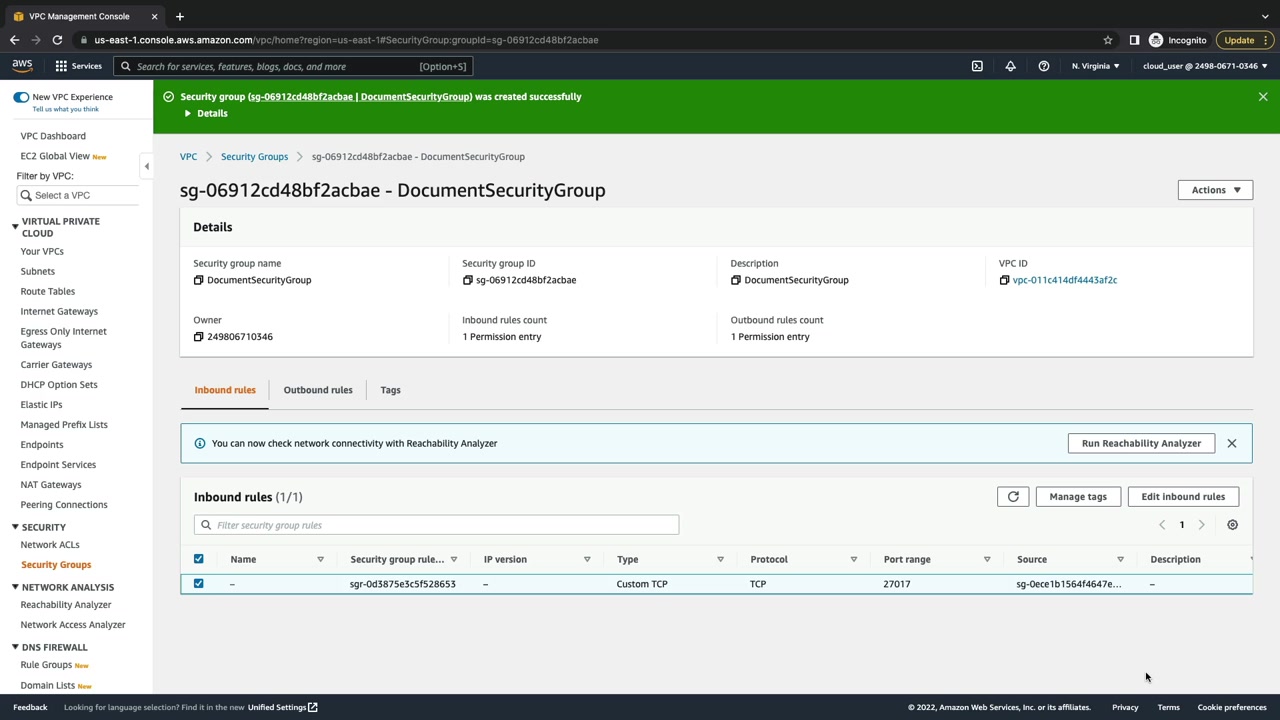 VPC Management Console
us-east-1.console.aws.amazon.com/vpc/home?region=us-east-1#SecurityGroup:groupId=sg-06912cd48bf2acbae
Incognito
Update
aws
Services
Search for services, features, blogs, docs, and more
[Option+S]
N. Virginia
cloud_user @ 2498-0671-0346
New VPC Experience
Tell us what you think
VPC Dashboard
EC2 Global View New
Filter by VPC:
Select a VPC
VIRTUAL PRIVATE
CLOUD
Your VPCs
Subnets
Route Tables
Internet Gateways
Egress Only Internet
Gateways
Carrier Gateways
DHCP Option Sets
Elastic IPs
Managed Prefix Lists
Endpoints
Endpoint Services
NAT Gateways
Peering Connections
SECURITY
Network ACLs
Security Groups
NETWORK ANALYSIS
Reachability Analyzer
Network Access Analyzer
DNS FIREWALL
Rule Groups New
Domain Lists New
Security group (sg-06912cd48bf2acbae | DocumentSecurityGroup) was created successfully
Details
VPC
Security Groups
sg-06912cd48bf2acbae - DocumentSecurityGroup
sg-06912cd48bf2acbae - DocumentSecurityGroup
Actions
Details
Security group name
DocumentSecurityGroup
Security group ID
sg-06912cd48bf2acbae
Description
DocumentSecurityGroup
VPC ID
vpc-011c414df4443af2c
Owner
249806710346
Inbound rules count
1 Permission entry
Outbound rules count
1 Permission entry
Inbound rules
Outbound rules
Tags
You can now check network connectivity with Reachability Analyzer
Run Reachability Analyzer
Inbound rules (1/1)
Manage tags
Edit inbound rules
Filter security group rules
1
Name
Security group rule...
IP version
Type
Protocol
Port range
Source
Description
–
sgr-0d3875e3c5f528653
–
Custom TCP
TCP
27017
sg-0ece1b1564f4647e...
–
Feedback
Looking for language selection? Find it in the new Unified Settings
© 2022, Amazon Web Services, Inc. or its affiliates.
Privacy
Terms
Cookie preferences